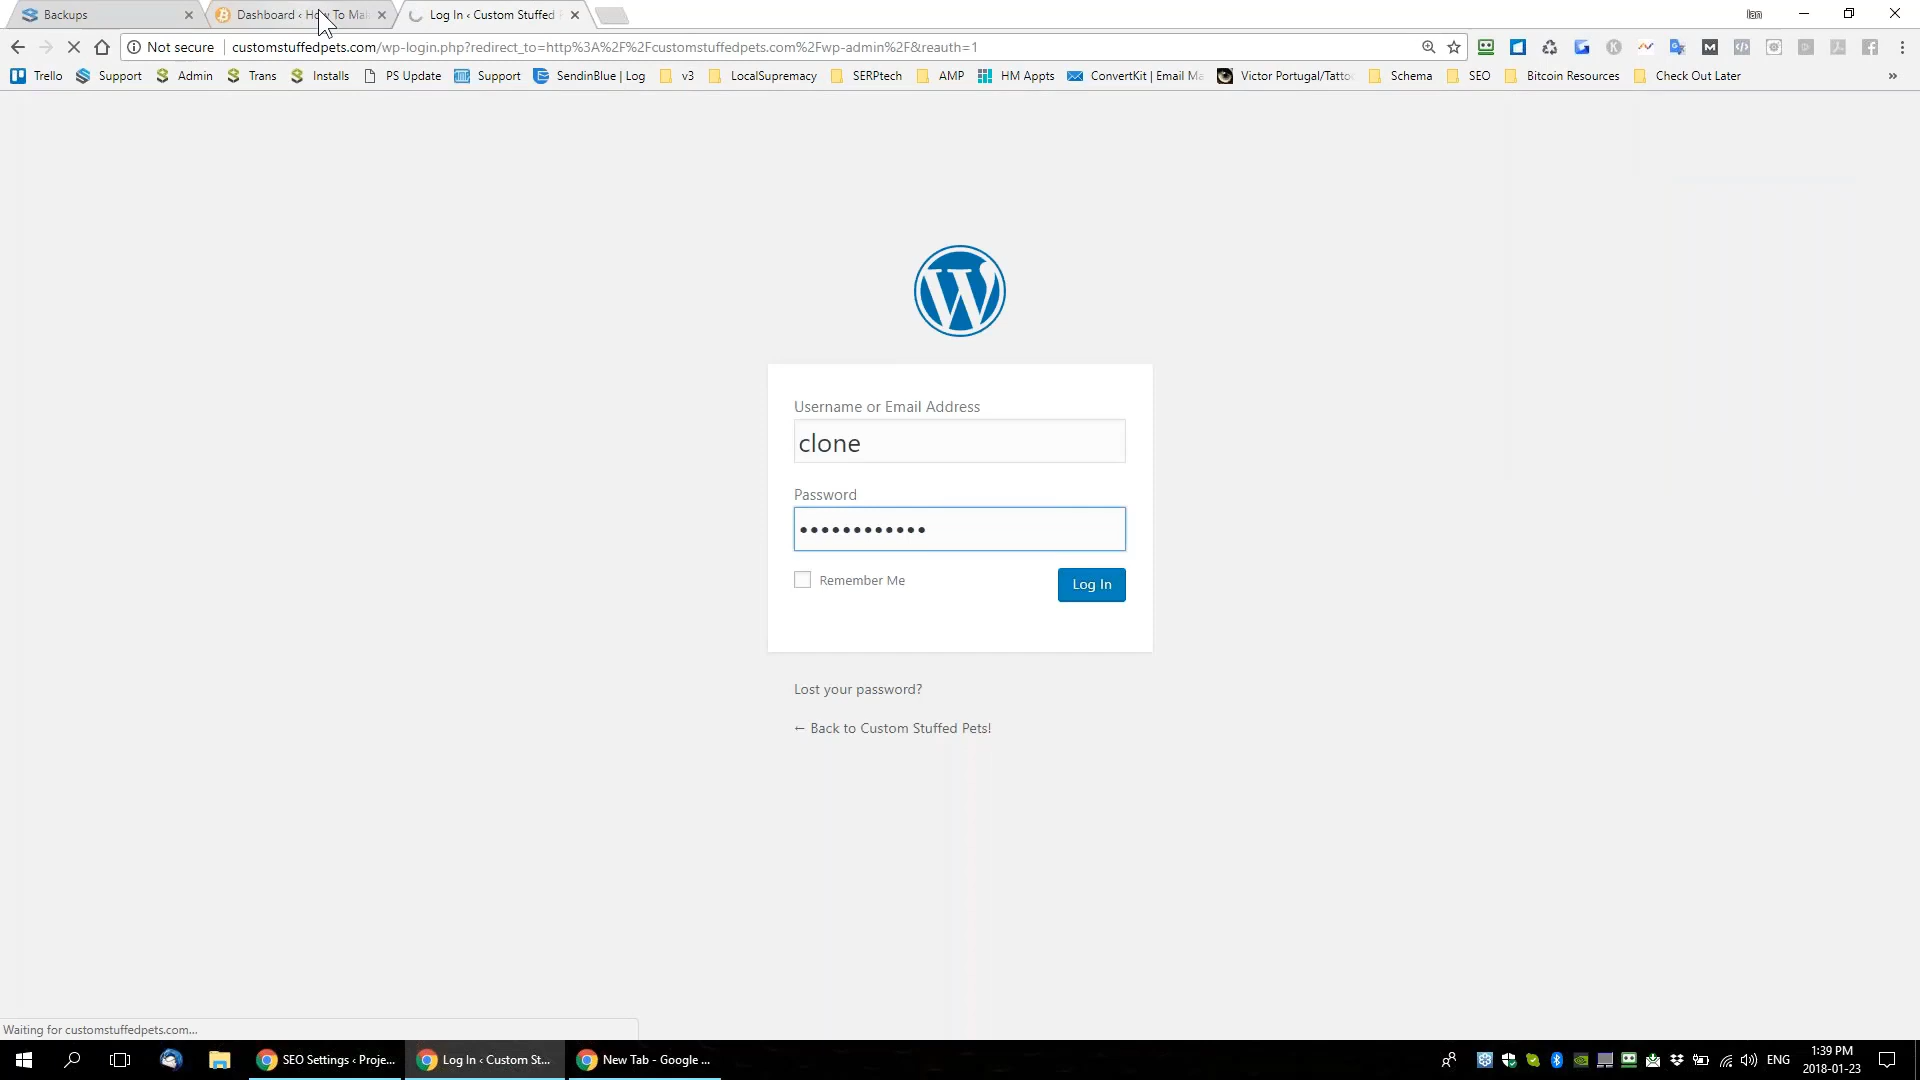 Backups
Dashboard ‹ How To Mai
Log In ‹ Custom Stuffed
Ian
Not secure
customstuffedpets.com/wp-login.php?redirect_to=http%3A%2F%2Fcustomstuffedpets.com%2Fwp-admin%2F&reauth=1
Trello Support Admin Trans Installs PS Update Support SendinBlue | Log v3 LocalSupremacy SERPtech AMP HM Appts ConvertKit | Email Ma Victor Portugal/Tatto Schema SEO Bitcoin Resources Check Out Later »
Username or Email Address
clone
Password
••••••••••••
Remember Me
Log In
Lost your password?
← Back to Custom Stuffed Pets!
Waiting for customstuffedpets.com...
SEO Settings ‹ Proje...
Log In ‹ Custom St...
New Tab - Google ...
ENG
1:39 PM
2018-01-23